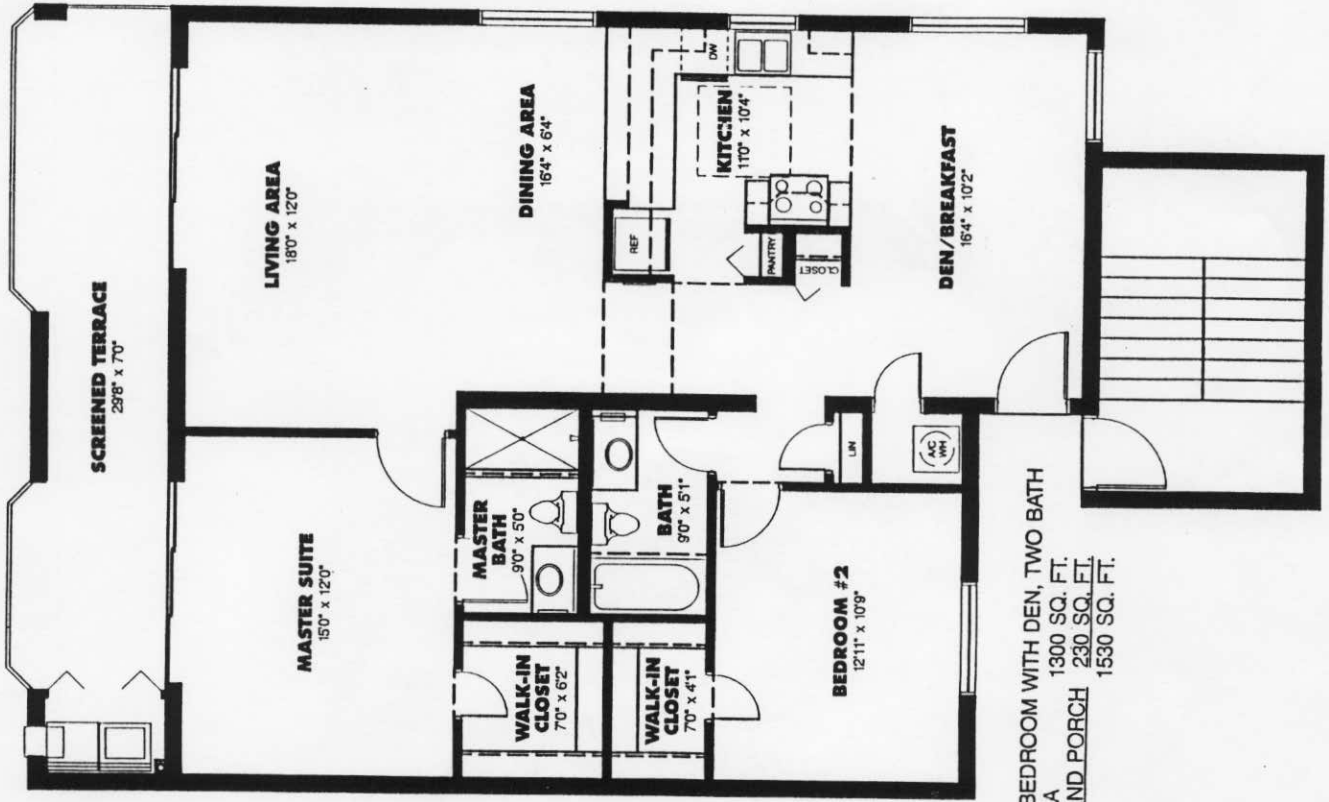 SCREENED TERRACE
29'8" x 7'0"
LIVING AREA
18'0" x 12'0"
DINING AREA
16'4" x 6'4"
DW
KITCHEN
11'0" x 10'4"
REF
PANTRY
CLOSET
DEN/BREAKFAST
16'4" x 10'2"
MASTER SUITE
15'0" x 12'0"
MASTER
BATH
9'0" x 5'0"
BATH
9'0" x 5'1"
LIN
A/C
WH
WALK-IN
CLOSET
7'0" x 6'2"
WALK-IN
CLOSET
7'0" x 4'1"
BEDROOM #2
12'11" x 10'9"
BEDROOM WITH DEN, TWO BATH
A 1300 SQ. FT.
ND PORCH 230 SQ. FT.
1530 SQ. FT.